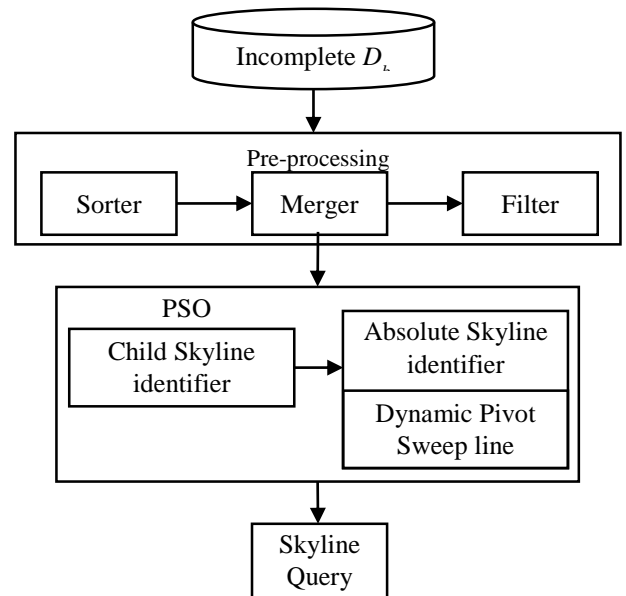 Incomplete D
Pre-processing
Sorter
Merger
Filter
PSO
Child Skyline
identifier
Absolute Skyline
identifier
Dynamic Pivot
Sweep line
Skyline
Query